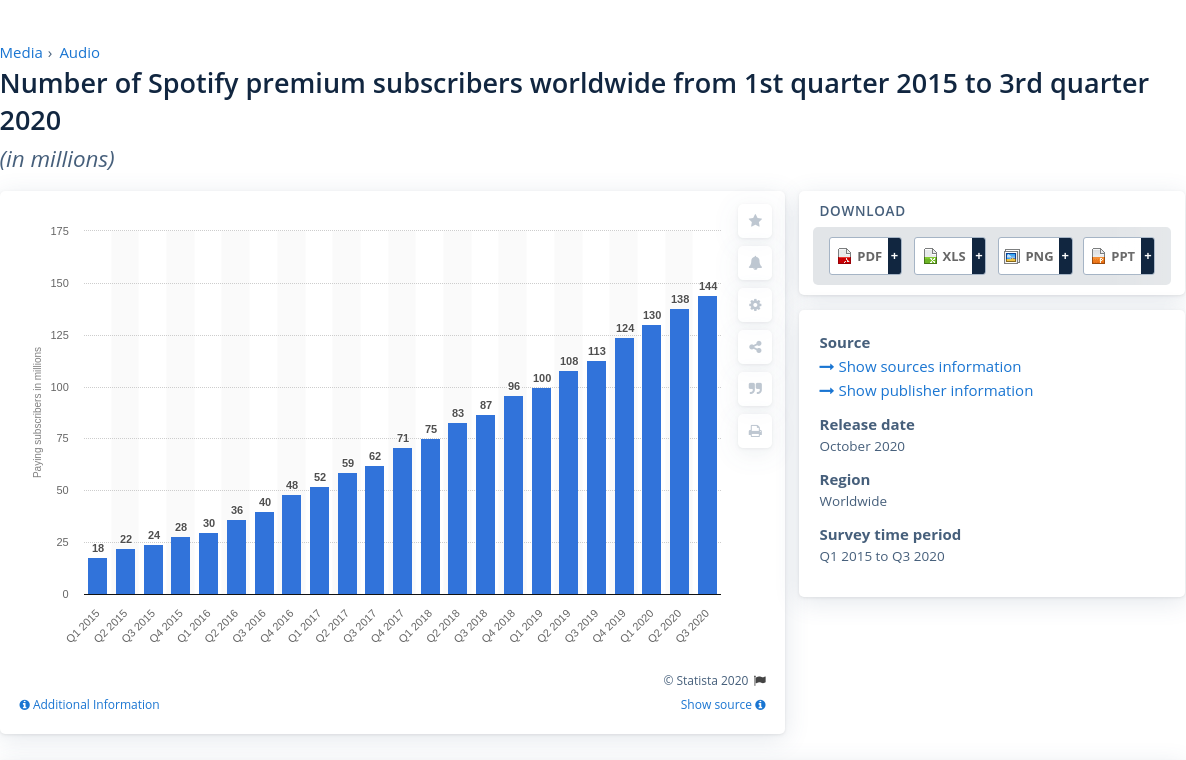 Media › Audio
Number of Spotify premium subscribers worldwide from 1st quarter 2015 to 3rd quarter
2020
(in millions)
175
150
125
100
75
50
25
0
Paying subscribers in millions
18
22
24
28
30
36
40
48
52
59
62
71
75
83
87
96
100
108
113
124
130
138
144
Q1 2015
Q2 2015
Q3 2015
Q4 2015
Q1 2016
Q2 2016
Q3 2016
Q4 2016
Q1 2017
Q2 2017
Q3 2017
Q4 2017
Q1 2018
Q2 2018
Q3 2018
Q4 2018
Q1 2019
Q2 2019
Q3 2019
Q4 2019
Q1 2020
Q2 2020
Q3 2020
© Statista 2020
Additional Information
Show source
DOWNLOAD
PDF + XLS + PNG + PPT +
Source
Show sources information
Show publisher information
Release date
October 2020
Region
Worldwide
Survey time period
Q1 2015 to Q3 2020